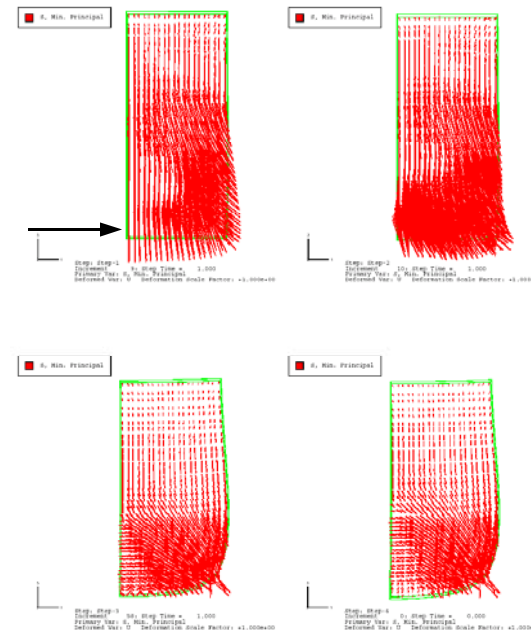 S, Min. Principal
S, Min. Principal
Step: Step-1
Increment 9: Step Time = 1.000
Primary Var: S, Min. Principal
Deformed Var: U Deformation Scale Factor: +1.000e+00
Step: Step-2
Increment 10: Step Time = 1.000
Primary Var: S, Min. Principal
Deformed Var: U Deformation Scale Factor: +1.000
S, Min. Principal
S, Min. Principal
Step: Step-3
Increment 56: Step Time = 1.000
Primary Var: S, Min. Principal
Deformed Var: U Deformation Scale Factor: +1.000e+00
Step: Step-4
Increment 0: Step Time = 0.000
Primary Var: S, Min. Principal
Deformed Var: U Deformation Scale Factor: +1.000